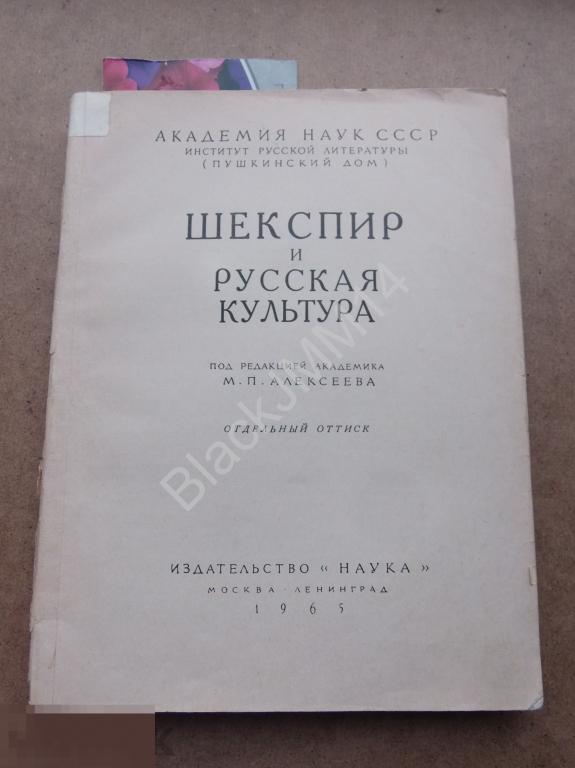 АКАДЕМИЯ НАУК СССР
ИНСТИТУТ РУССКОЙ ЛИТЕРАТУРЫ
(ПУШКИНСКИЙ ДОМ)
ШЕКСПИР
И
РУССКАЯ
КУЛЬТУРА
ПОД РЕДАКЦИЕЙ АКАДЕМИКА
М. П. АЛЕКСЕЕВА
ОТДЕЛЬНЫЙ ОТТИСК
ИЗДАТЕЛЬСТВО « НАУКА »
МОСКВА · ЛЕНИНГРАД
1965
BlackJMMM14